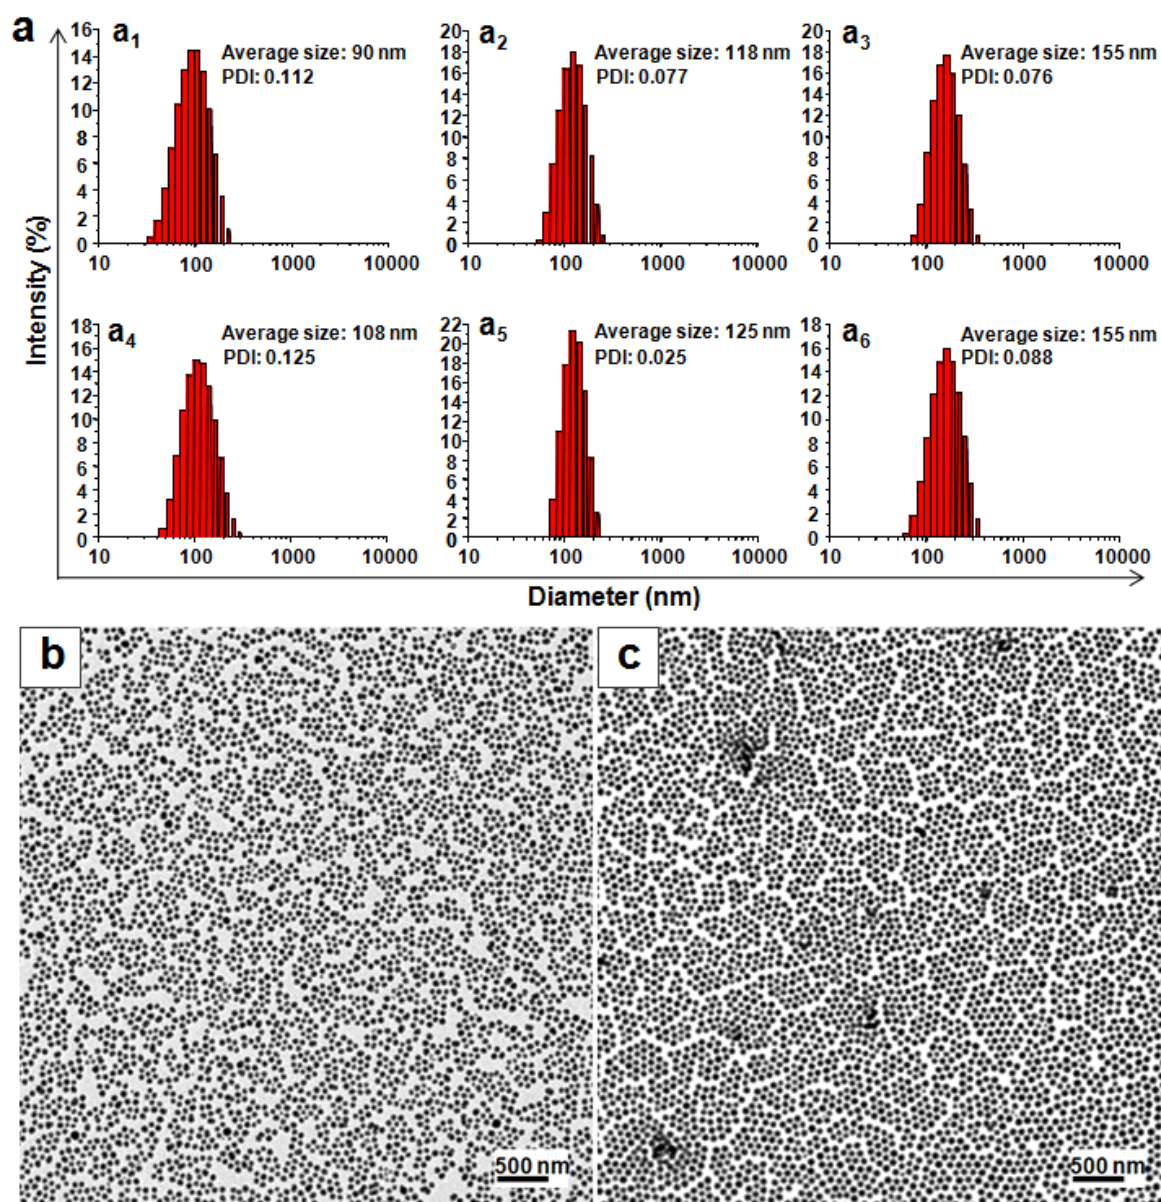 a
a1
Average size: 90 nm
PDI: 0.112
16
14
12
10
8
6
4
2
0
10 100 1000 10000
a2
Average size: 118 nm
PDI: 0.077
20
18
16
14
12
10
8
6
4
2
0
10 100 1000 10000
a3
Average size: 155 nm
PDI: 0.076
20
18
16
14
12
10
8
6
4
2
0
10 100 1000 10000
Intensity (%)
a4
Average size: 108 nm
PDI: 0.125
18
16
14
12
10
8
6
4
2
0
10 100 1000 10000
a5
Average size: 125 nm
PDI: 0.025
22
20
18
16
14
12
10
8
6
4
2
0
10 100 1000 10000
a6
Average size: 155 nm
PDI: 0.088
18
16
14
12
10
8
6
4
2
0
10 100 1000 10000
Diameter (nm)
b
500 nm
c
500 nm